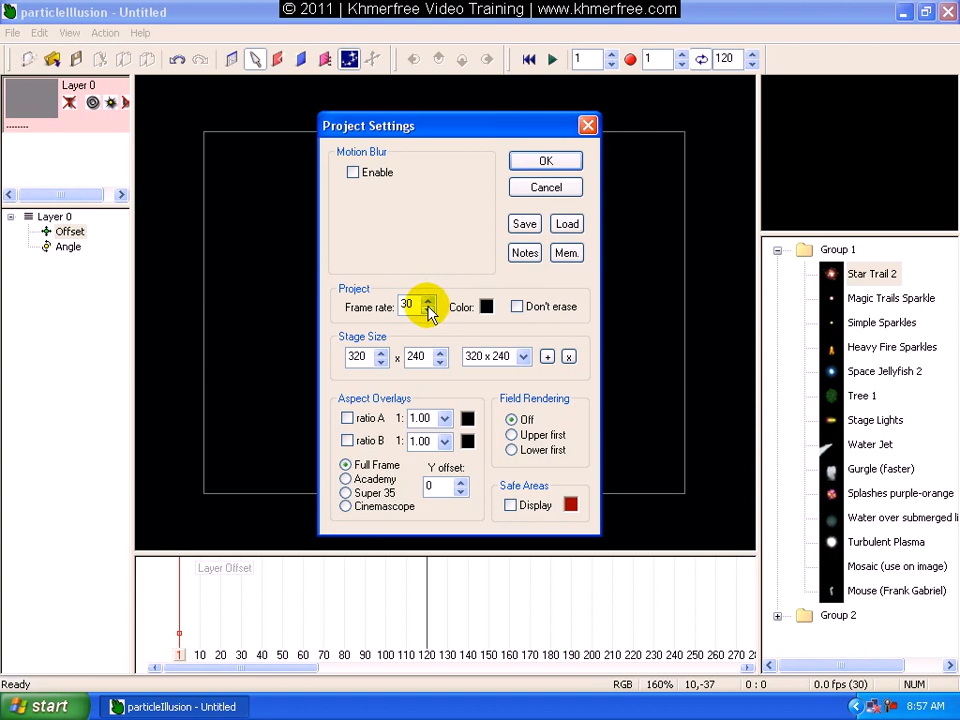 © 2011 | Khmerfree Video Training | www.khmerfree.com
particleIllusion - Untitled
File Edit View Action Help
1 1 120
Layer 0
Layer 0
Offset
Angle
Project Settings
Motion Blur
Enable
OK
Cancel
Save Load
Notes Mem.
Project
Frame rate: 30 Color: Don't erase
Stage Size
320 x 240 320 x 240 + x
Aspect Overlays
ratio A 1: 1.00
ratio B 1: 1.00
Full Frame
Academy
Super 35
Cinemascope
Y offset:
0
Field Rendering
Off
Upper first
Lower first
Safe Areas
Display
Group 1
Star Trail 2
Magic Trails Sparkle
Simple Sparkles
Heavy Fire Sparkles
Space Jellyfish 2
Tree 1
Stage Lights
Water Jet
Gurgle (faster)
Splashes purple-orange
Water over submerged li
Turbulent Plasma
Mosaic (use on image)
Mouse (Frank Gabriel)
Group 2
Layer Offset
1 10 20 30 40 50 60 70 80 90 100 110 120 130 140 150 160 170 180 190 200 210 220 230 240 250 260 270 28
Ready RGB 160% 10,-37 0 : 0 0.0 fps (30) NUM
start particleIllusion - Untitled 8:57 AM